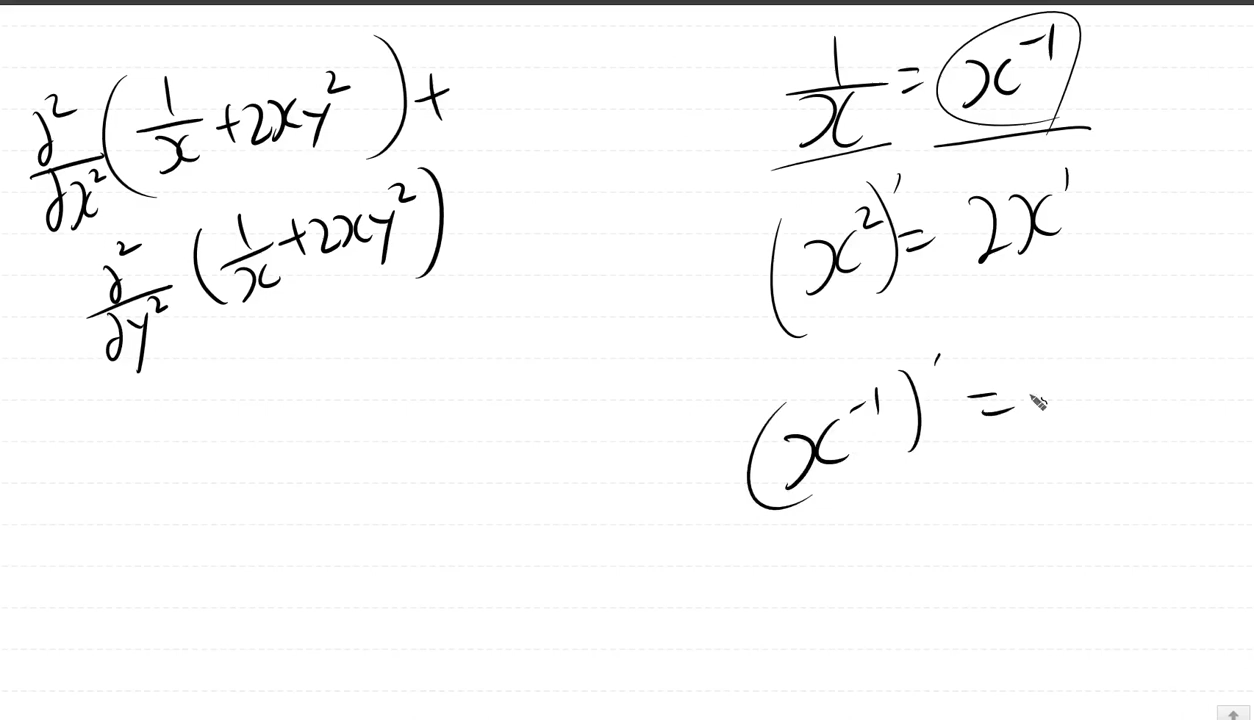 ∂²/∂x² (1/x + 2xy²) +
∂²/∂y² (1/x + 2xy²)
1/x = x⁻¹
(x²)' = 2x¹
(x⁻¹)' =